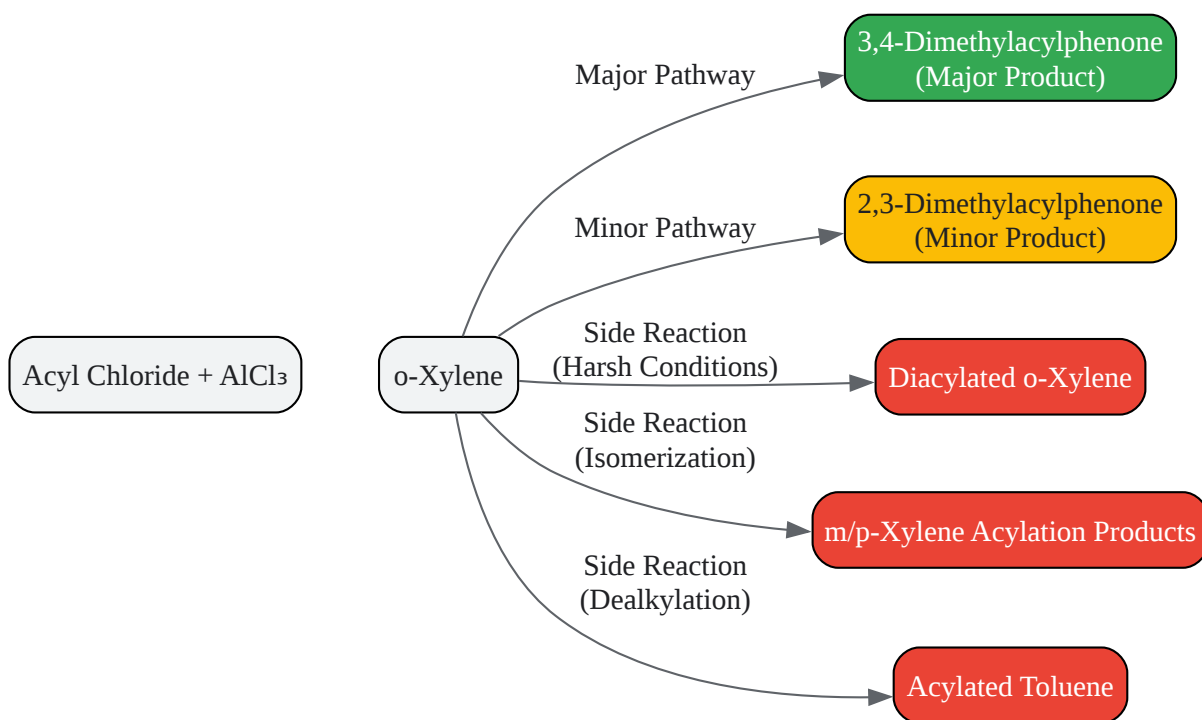 3,4-Dimethylacylphenone
(Major Product)
Major Pathway
2,3-Dimethylacylphenone
(Minor Product)
Minor Pathway
Acyl Chloride + AlCl₃
o-Xylene
Side Reaction
(Harsh Conditions)
Diacylated o-Xylene
Side Reaction
(Isomerization)
m/p-Xylene Acylation Products
Side Reaction
(Dealkylation)
Acylated Toluene